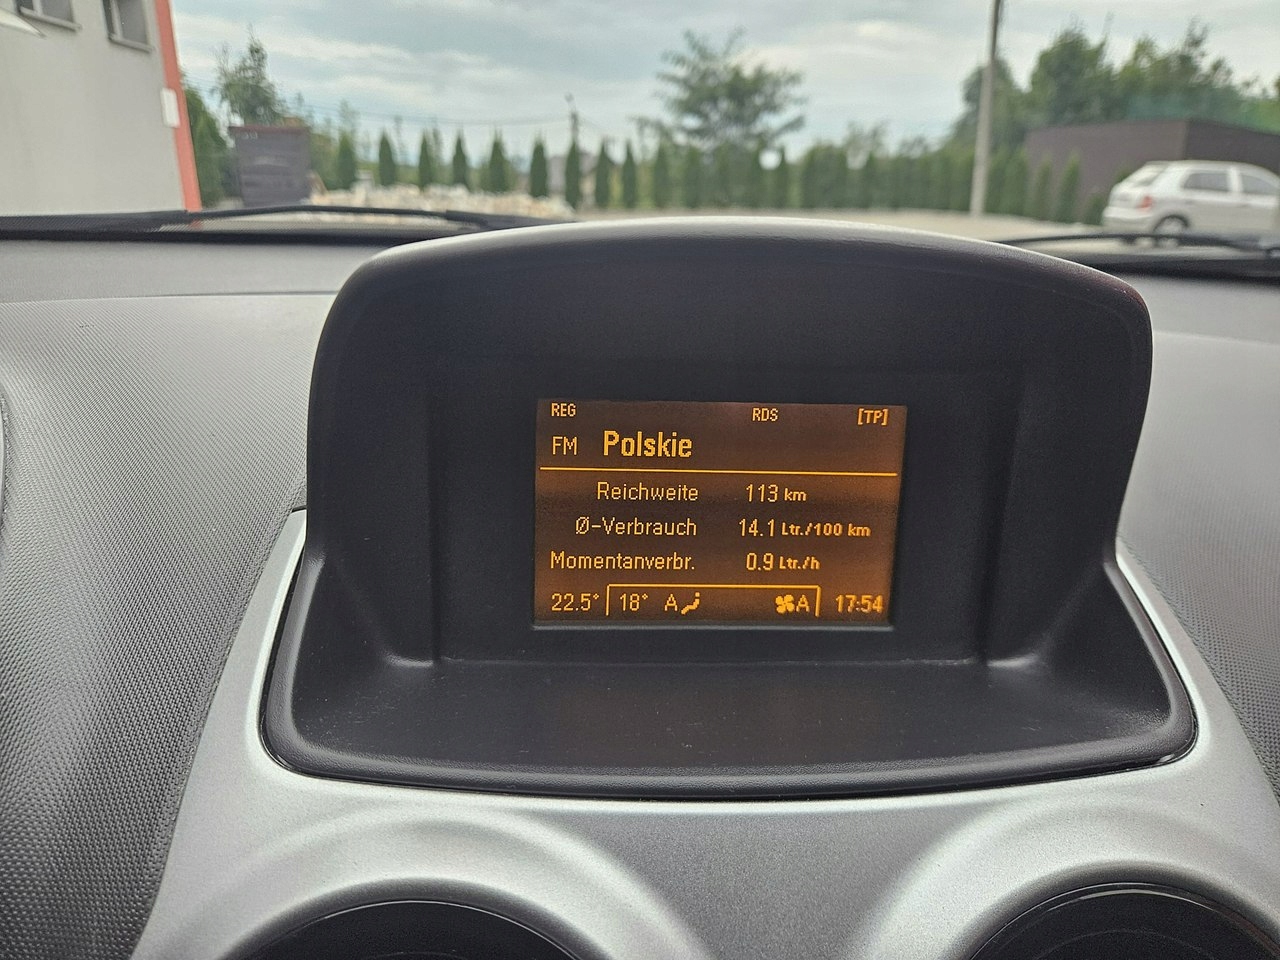 REG RDS [TP]
FM Polskie
Reichweite 113 km
Ø-Verbrauch 14.1 Ltr./100 km
Momentanverbr. 0.9 Ltr./h
22.5° 18° A A 17:54